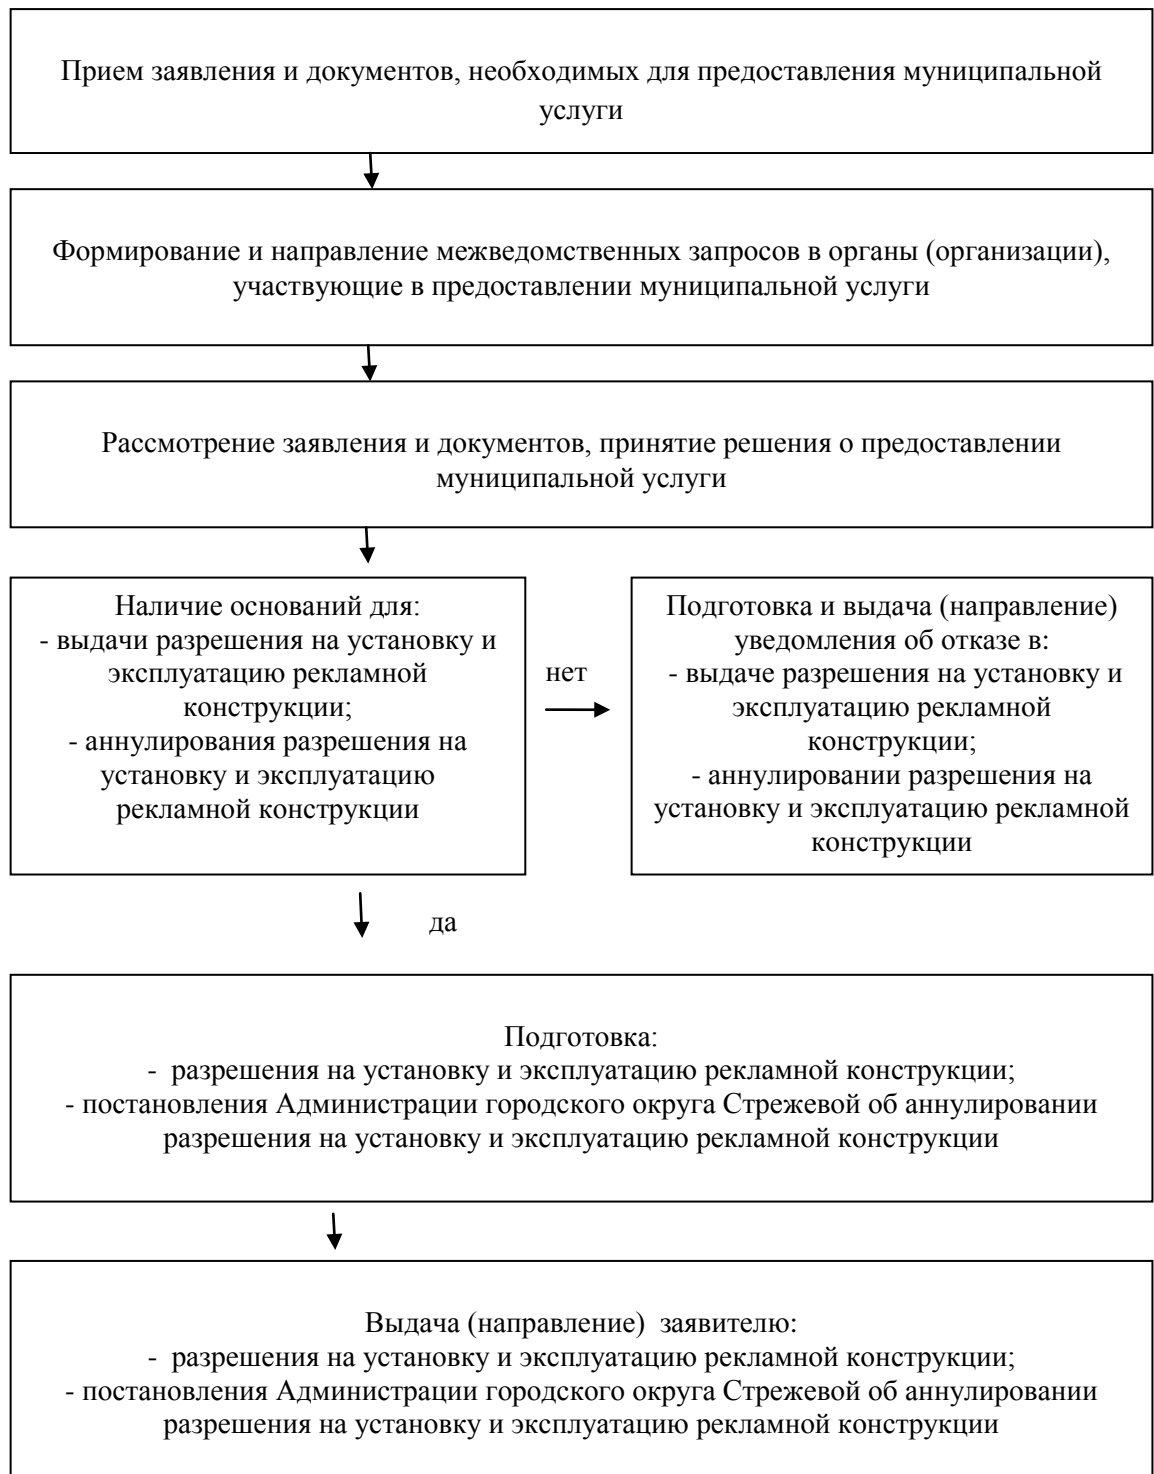 Прием заявления и документов, необходимых для предоставления муниципальной
услуги
Формирование и направление межведомственных запросов в органы (организации),
участвующие в предоставлении муниципальной услуги
Рассмотрение заявления и документов, принятие решения о предоставлении
муниципальной услуги
Наличие оснований для:
- выдачи разрешения на установку и
эксплуатацию рекламной
конструкции;
- аннулирования разрешения на
установку и эксплуатацию
рекламной конструкции
нет
Подготовка и выдача (направление)
уведомления об отказе в:
- выдаче разрешения на установку и
эксплуатацию рекламной
конструкции;
- аннулировании разрешения на
установку и эксплуатацию рекламной
конструкции
да
Подготовка:
- разрешения на установку и эксплуатацию рекламной конструкции;
- постановления Администрации городского округа Стрежевой об аннулировании
разрешения на установку и эксплуатацию рекламной конструкции
Выдача (направление) заявителю:
- разрешения на установку и эксплуатацию рекламной конструкции;
- постановления Администрации городского округа Стрежевой об аннулировании
разрешения на установку и эксплуатацию рекламной конструкции